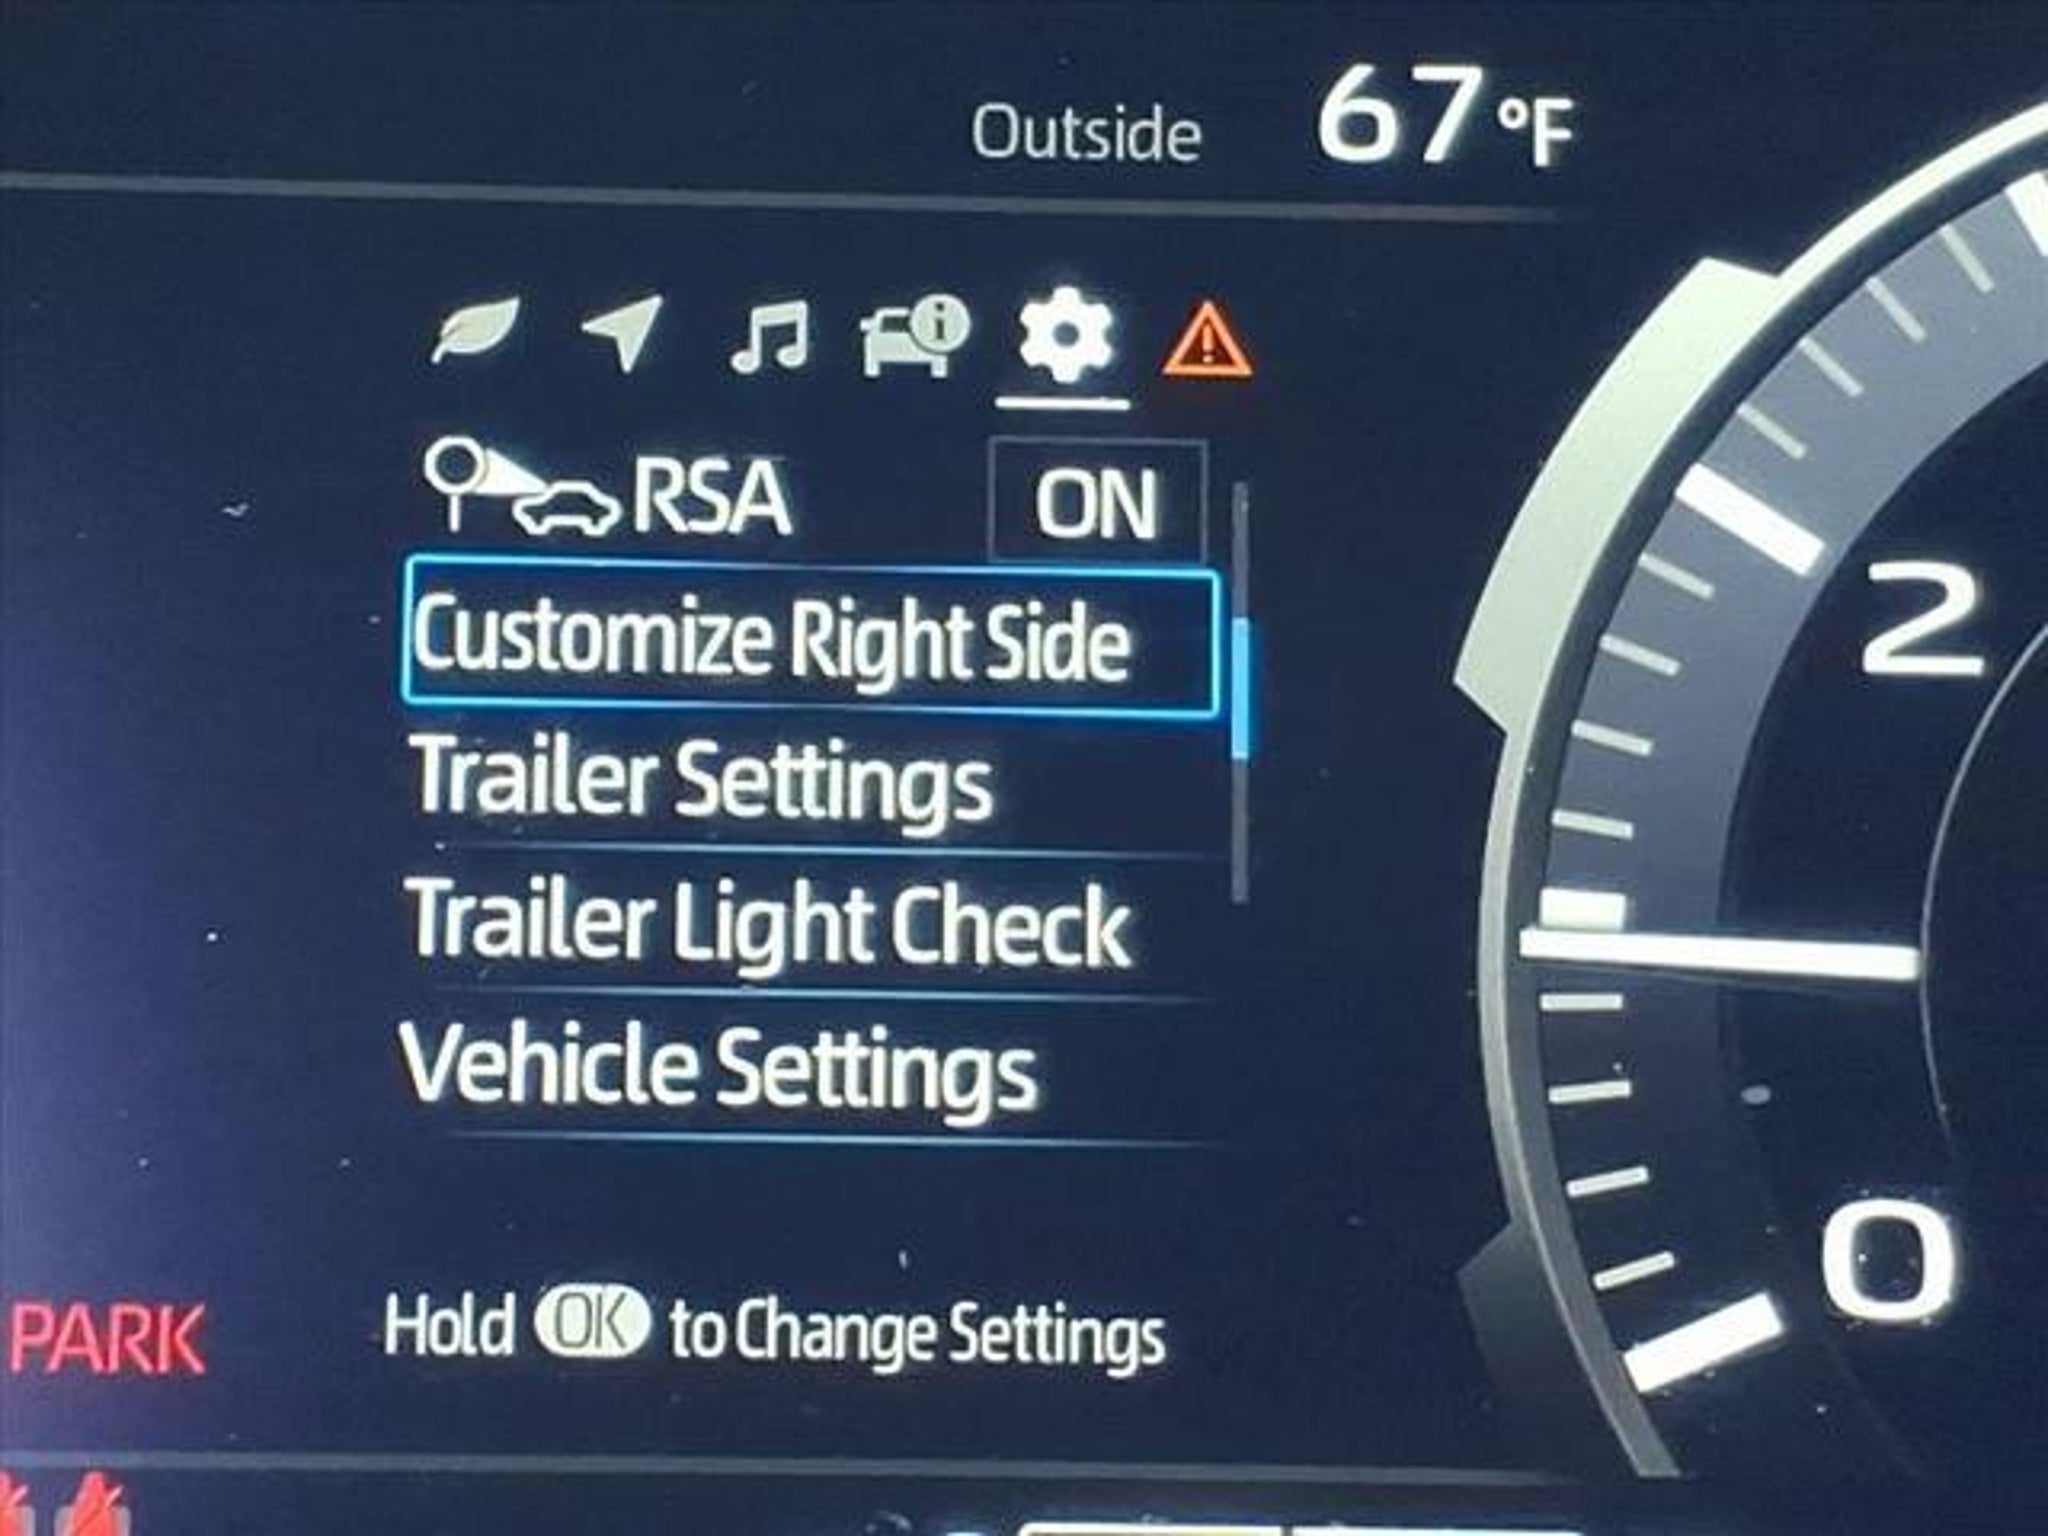 Outside 67 °F
RSA ON
Customize Right Side
Trailer Settings
Trailer Light Check
Vehicle Settings
2
0
PARK
Hold OK to Change Settings